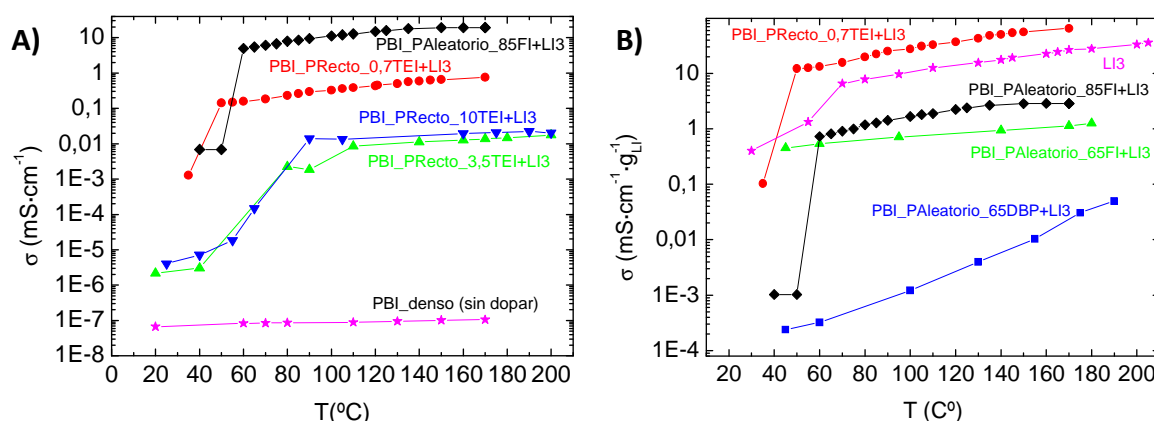 A)
σ (mS·cm⁻¹)
10
1
0,1
0,01
1E-3
1E-4
1E-5
1E-6
1E-7
1E-8
PBI_PAleatorio_85FI+LI3
PBI_PRecto_0,7TEI+LI3
PBI_PRecto_10TEI+LI3
PBI_PRecto_3,5TEI+LI3
PBI_denso (sin dopar)
0 20 40 60 80 100 120 140 160 180 200
T(ºC)
B)
σ (mS·cm⁻¹·g⁻¹LI)
10
1
0,1
0,01
1E-3
1E-4
PBI_PRecto_0,7TEI+LI3
LI3
PBI_PAleatorio_85FI+LI3
PBI_PAleatorio_65FI+LI3
PBI_PAleatorio_65DBP+LI3
20 40 60 80 100 120 140 160 180 200
T (Cº)